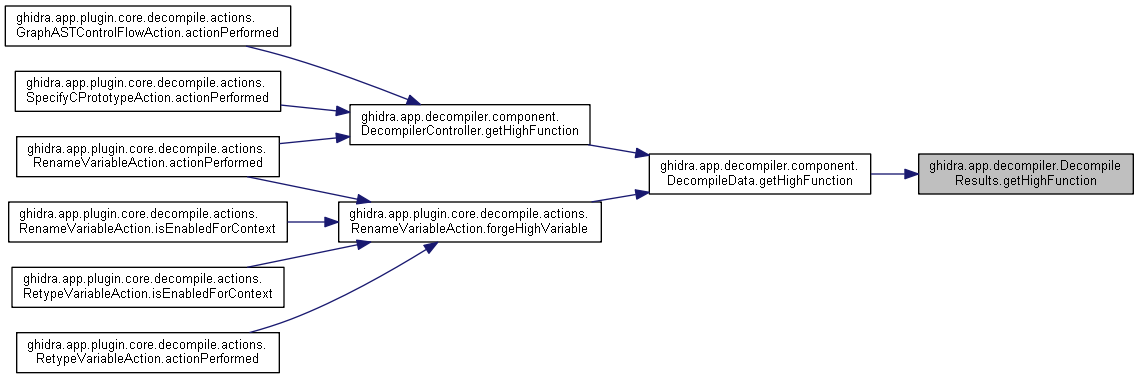 ghidra.app.plugin.core.decompile.actions.
GraphASTControlFlowAction.actionPerformed
ghidra.app.plugin.core.decompile.actions.
SpecifyCPrototypeAction.actionPerformed
ghidra.app.plugin.core.decompile.actions.
RenameVariableAction.actionPerformed
ghidra.app.plugin.core.decompile.actions.
RenameVariableAction.isEnabledForContext
ghidra.app.plugin.core.decompile.actions.
RetypeVariableAction.isEnabledForContext
ghidra.app.plugin.core.decompile.actions.
RetypeVariableAction.actionPerformed
ghidra.app.decompiler.component.
DecompilerController.getHighFunction
ghidra.app.plugin.core.decompile.actions.
RenameVariableAction.forgeHighVariable
ghidra.app.decompiler.component.
DecompileData.getHighFunction
ghidra.app.decompiler.Decompile
Results.getHighFunction